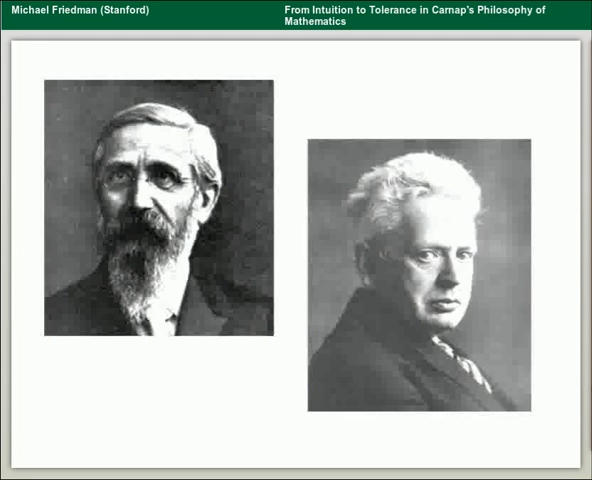 Michael Friedman (Stanford)
From Intuition to Tolerance in Carnap's Philosophy of
Mathematics